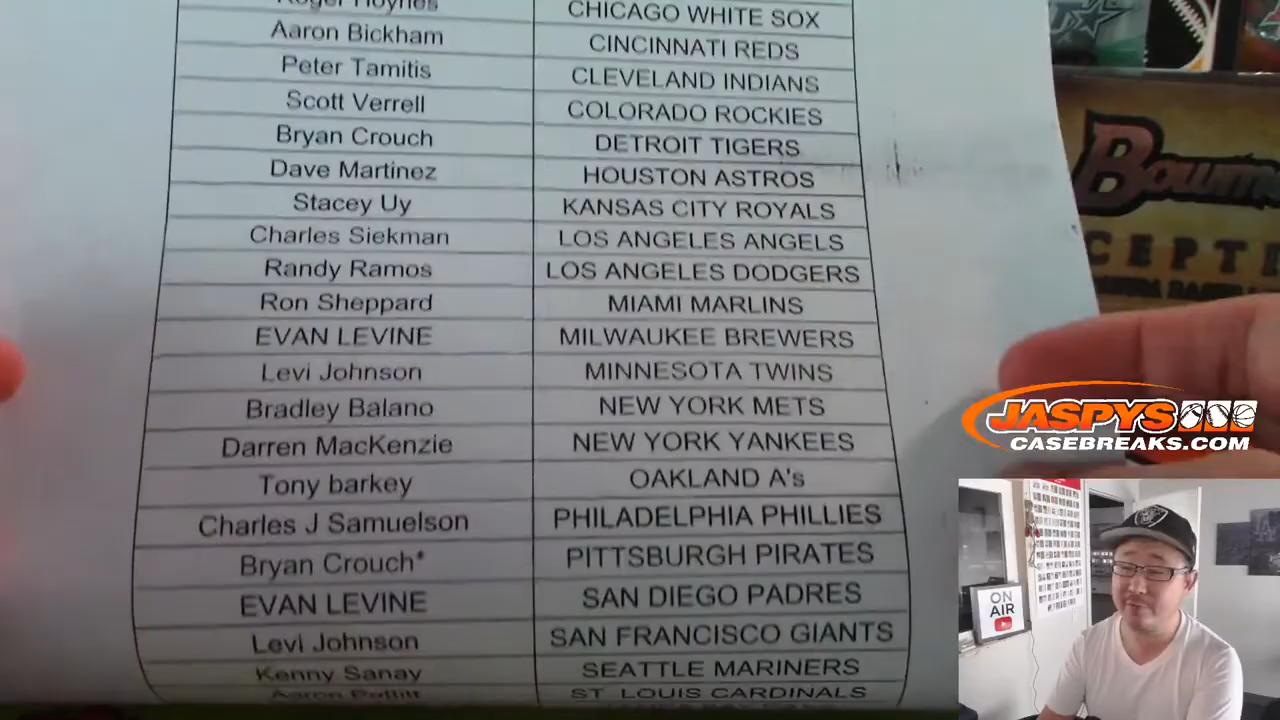 Roger Hoynes CHICAGO WHITE SOX
Aaron Bickham CINCINNATI REDS
Peter Tamitis CLEVELAND INDIANS
Scott Verrell COLORADO ROCKIES
Bryan Crouch DETROIT TIGERS
Dave Martinez HOUSTON ASTROS
Stacey Uy KANSAS CITY ROYALS
Charles Siekman LOS ANGELES ANGELS
Randy Ramos LOS ANGELES DODGERS
Ron Sheppard MIAMI MARLINS
EVAN LEVINE MILWAUKEE BREWERS
Levi Johnson MINNESOTA TWINS
Bradley Balano NEW YORK METS
Darren MacKenzie NEW YORK YANKEES
Tony barkey OAKLAND A's
Charles J Samuelson PHILADELPHIA PHILLIES
Bryan Crouch* PITTSBURGH PIRATES
EVAN LEVINE SAN DIEGO PADRES
Levi Johnson SAN FRANCISCO GIANTS
Kenny Sanay SEATTLE MARINERS
Aaron ST. LOUIS CARDINALS
JASPYS
CASEBREAKS.COM
ON
AIR